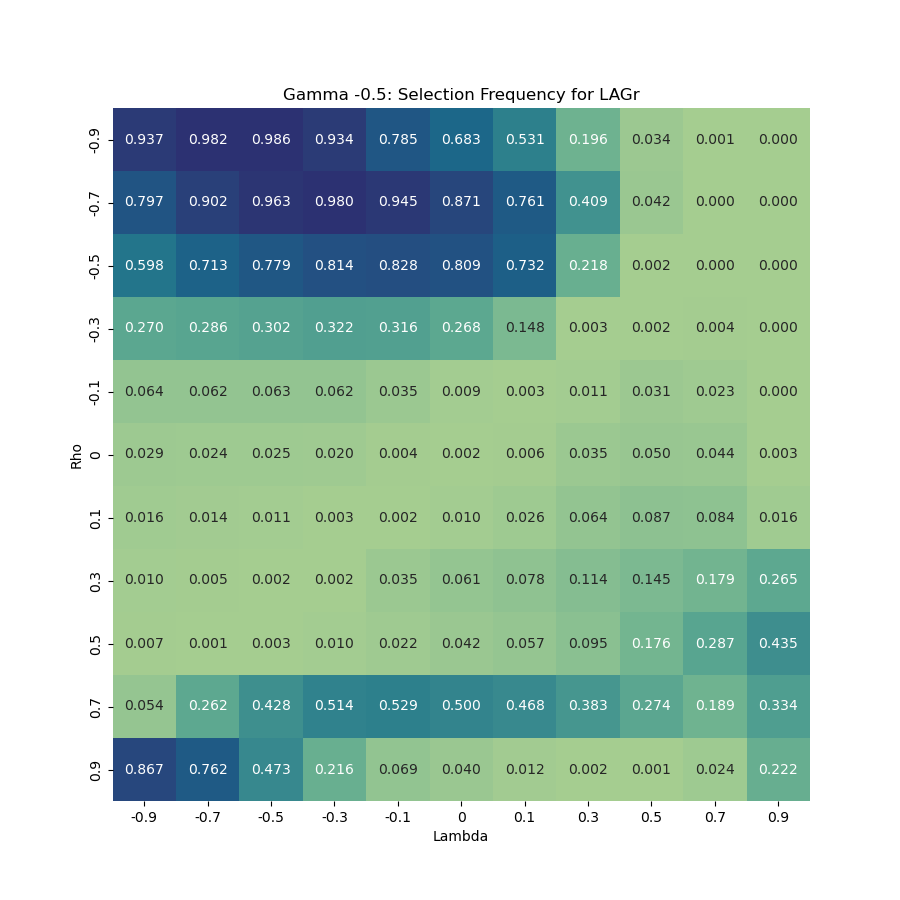 Gamma -0.5: Selection Frequency for LAGr
-0.9 0.937 0.982 0.986 0.934 0.785 0.683 0.531 0.196 0.034 0.001 0.000
-0.7 0.797 0.902 0.963 0.980 0.945 0.871 0.761 0.409 0.042 0.000 0.000
-0.5 0.598 0.713 0.779 0.814 0.828 0.809 0.732 0.218 0.002 0.000 0.000
-0.3 0.270 0.286 0.302 0.322 0.316 0.268 0.148 0.003 0.002 0.004 0.000
-0.1 0.064 0.062 0.063 0.062 0.035 0.009 0.003 0.011 0.031 0.023 0.000
Rho
0 0.029 0.024 0.025 0.020 0.004 0.002 0.006 0.035 0.050 0.044 0.003
0.1 0.016 0.014 0.011 0.003 0.002 0.010 0.026 0.064 0.087 0.084 0.016
0.3 0.010 0.005 0.002 0.002 0.035 0.061 0.078 0.114 0.145 0.179 0.265
0.5 0.007 0.001 0.003 0.010 0.022 0.042 0.057 0.095 0.176 0.287 0.435
0.7 0.054 0.262 0.428 0.514 0.529 0.500 0.468 0.383 0.274 0.189 0.334
0.9 0.867 0.762 0.473 0.216 0.069 0.040 0.012 0.002 0.001 0.024 0.222
-0.9 -0.7 -0.5 -0.3 -0.1 0 0.1 0.3 0.5 0.7 0.9
Lambda